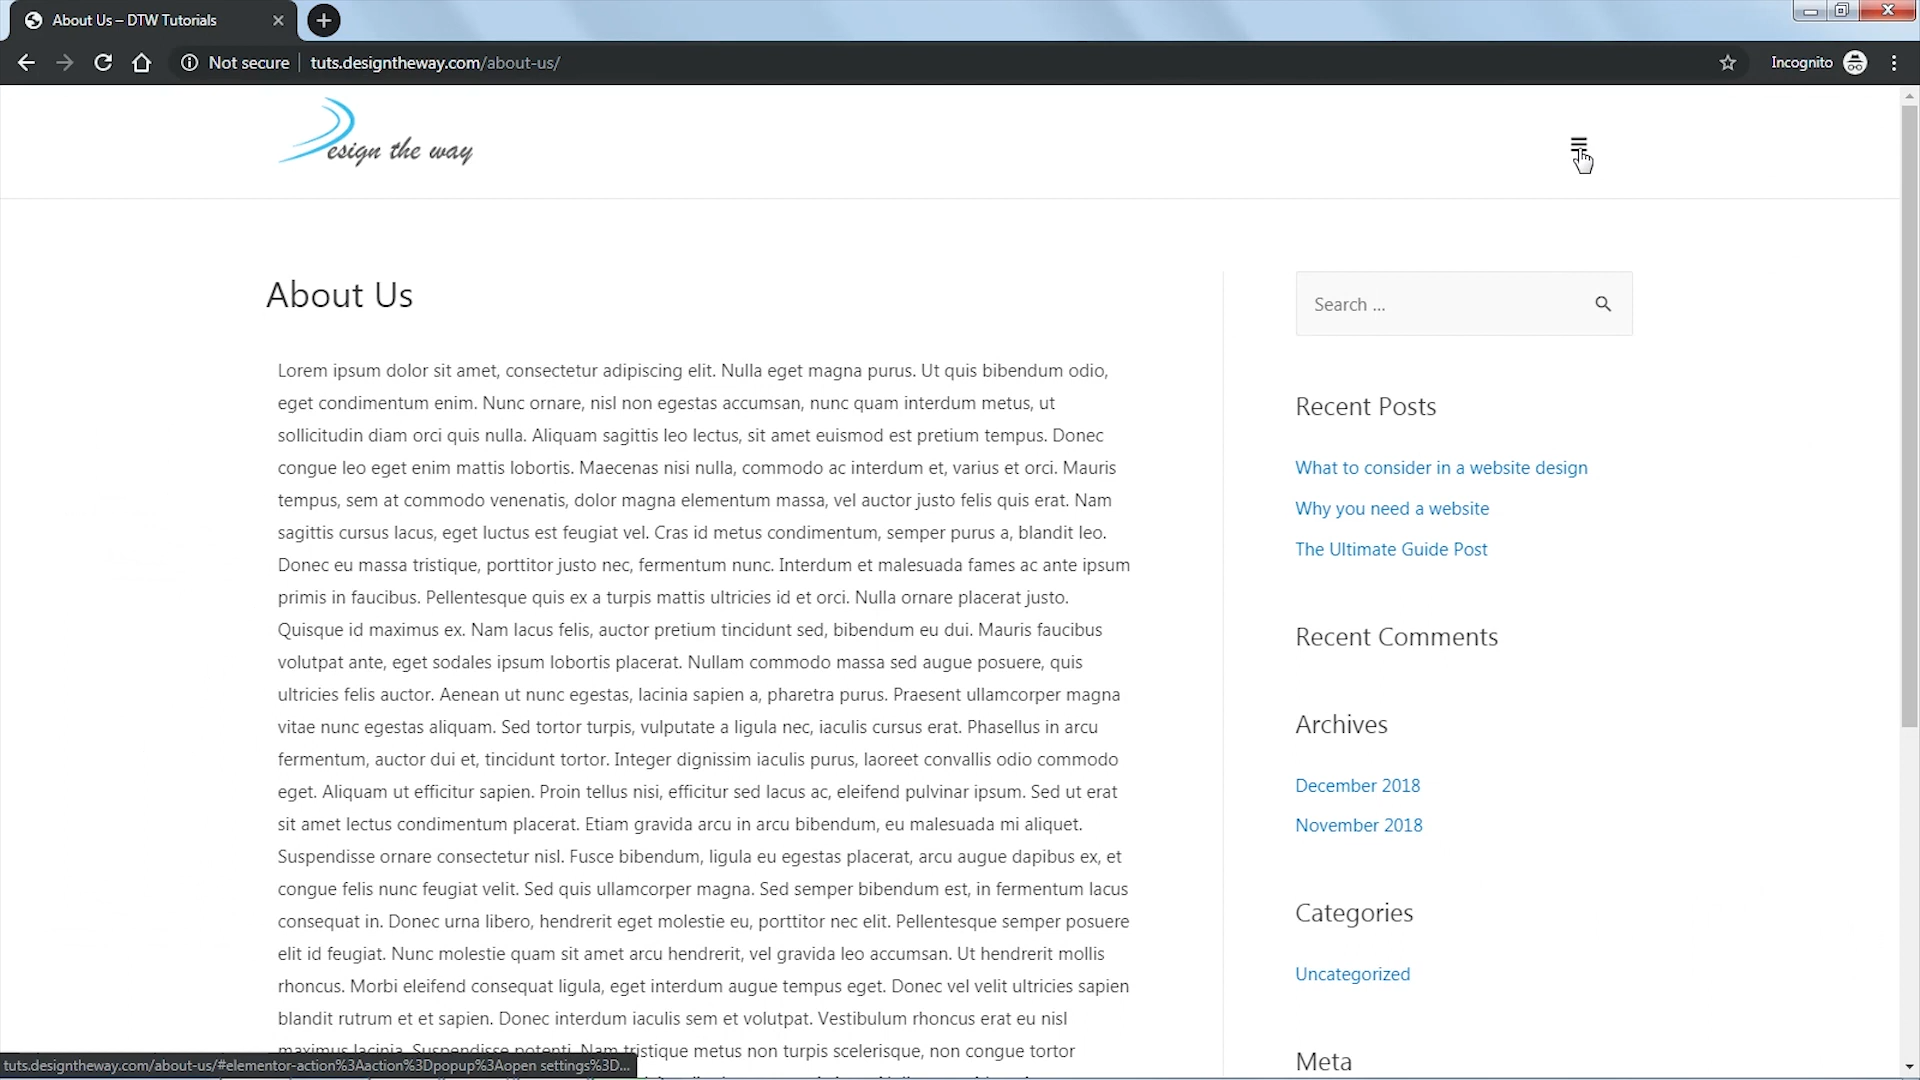 About Us – DTW Tutorials
Not secure
tuts.designtheway.com/about-us/
Incognito
Design the way
About Us
Lorem ipsum dolor sit amet, consectetur adipiscing elit. Nulla eget magna purus. Ut quis bibendum odio,
eget condimentum enim. Nunc ornare, nisl non egestas accumsan, nunc quam interdum metus, ut
sollicitudin diam orci quis nulla. Aliquam sagittis leo lectus, sit amet euismod est pretium tempus. Donec
congue leo eget enim mattis lobortis. Maecenas nisi nulla, commodo ac interdum et, varius et orci. Mauris
tempus, sem at commodo venenatis, dolor magna elementum massa, vel auctor justo felis quis erat. Nam
sagittis cursus lacus, eget luctus est feugiat vel. Cras id metus condimentum, semper purus a, blandit leo.
Donec eu massa tristique, porttitor justo nec, fermentum nunc. Interdum et malesuada fames ac ante ipsum
primis in faucibus. Pellentesque quis ex a turpis mattis ultricies id et orci. Nulla ornare placerat justo.
Quisque id maximus ex. Nam lacus felis, auctor pretium tincidunt sed, bibendum eu dui. Mauris faucibus
volutpat ante, eget sodales ipsum lobortis placerat. Nullam commodo massa sed augue posuere, quis
ultricies felis auctor. Aenean ut nunc egestas, lacinia sapien a, pharetra purus. Praesent ullamcorper magna
vitae nunc egestas aliquam. Sed tortor turpis, vulputate a ligula nec, iaculis cursus erat. Phasellus in arcu
fermentum, auctor dui et, tincidunt tortor. Integer dignissim iaculis purus, laoreet convallis odio commodo
eget. Aliquam ut efficitur sapien. Proin tellus nisi, efficitur sed lacus ac, eleifend pulvinar ipsum. Sed ut erat
sit amet lectus condimentum placerat. Etiam gravida arcu in arcu bibendum, eu malesuada mi aliquet.
Suspendisse ornare consectetur nisl. Fusce bibendum, ligula eu egestas placerat, arcu augue dapibus ex, et
congue felis nunc feugiat velit. Sed quis ullamcorper magna. Sed semper bibendum est, in fermentum lacus
consequat in. Donec urna libero, hendrerit eget molestie eu, porttitor nec elit. Pellentesque semper posuere
elit id feugiat. Nunc molestie quam sit amet arcu hendrerit, vel gravida leo accumsan. Ut hendrerit mollis
rhoncus. Morbi eleifend consequat ligula, eget interdum augue tempus eget. Donec vel velit ultricies sapien
blandit rutrum et et sapien. Donec interdum iaculis sem et volutpat. Vestibulum rhoncus erat eu nisl
maximus lacinia. Suspendisse potenti. Nam tristique metus non turpis scelerisque, non congue tortor
Search ...
Recent Posts
What to consider in a website design
Why you need a website
The Ultimate Guide Post
Recent Comments
Archives
December 2018
November 2018
Categories
Uncategorized
Meta
tuts.designtheway.com/about-us/#elementor-action%3Aaction%3Dpopup%3Aopen settings%3D...